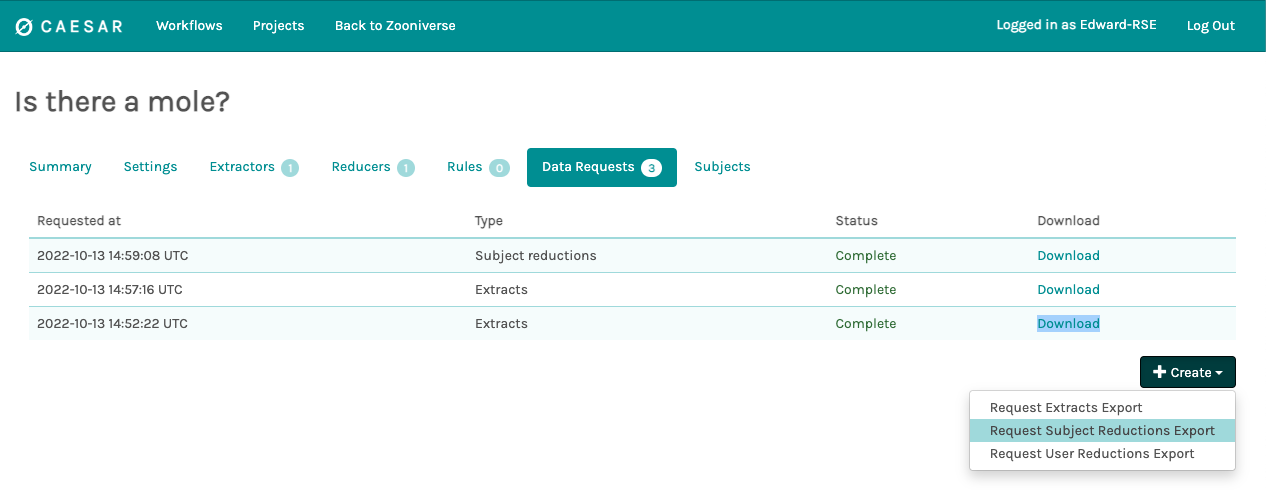 CAESAR Workflows Projects Back to Zooniverse Logged in as Edward-RSE Log Out
Is there a mole?
Summary Settings Extractors 1 Reducers 1 Rules 0 Data Requests 3 Subjects
Requested at Type Status Download
2022-10-13 14:59:08 UTC Subject reductions Complete Download
2022-10-13 14:57:16 UTC Extracts Complete Download
2022-10-13 14:52:22 UTC Extracts Complete Download
+ Create
Request Extracts Export
Request Subject Reductions Export
Request User Reductions Export